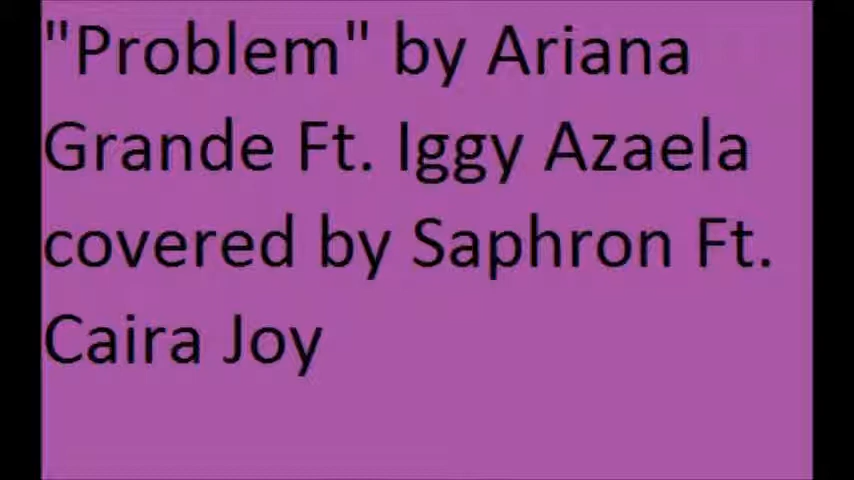 "Problem" by Ariana
Grande Ft. Iggy Azaela
covered by Saphron Ft.
Caira Joy